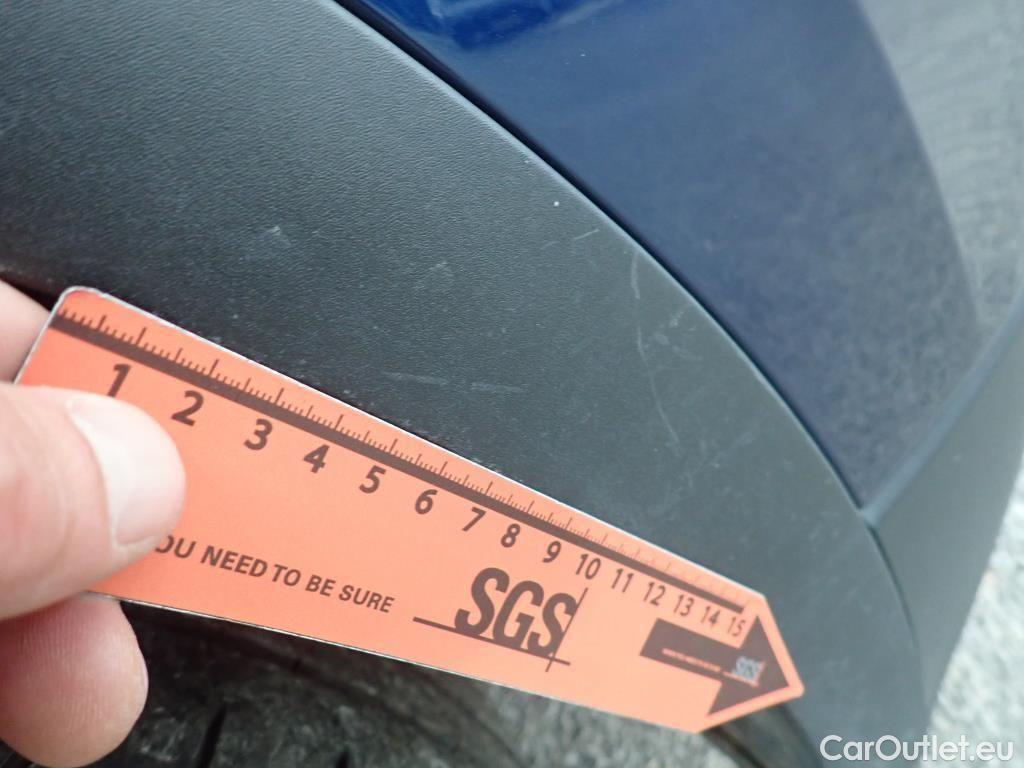 1 2 3 4 5 6 7 8 9 10 11 12 13 14 15
OU NEED TO BE SURE
SGS
SGS
CarOutlet.eu